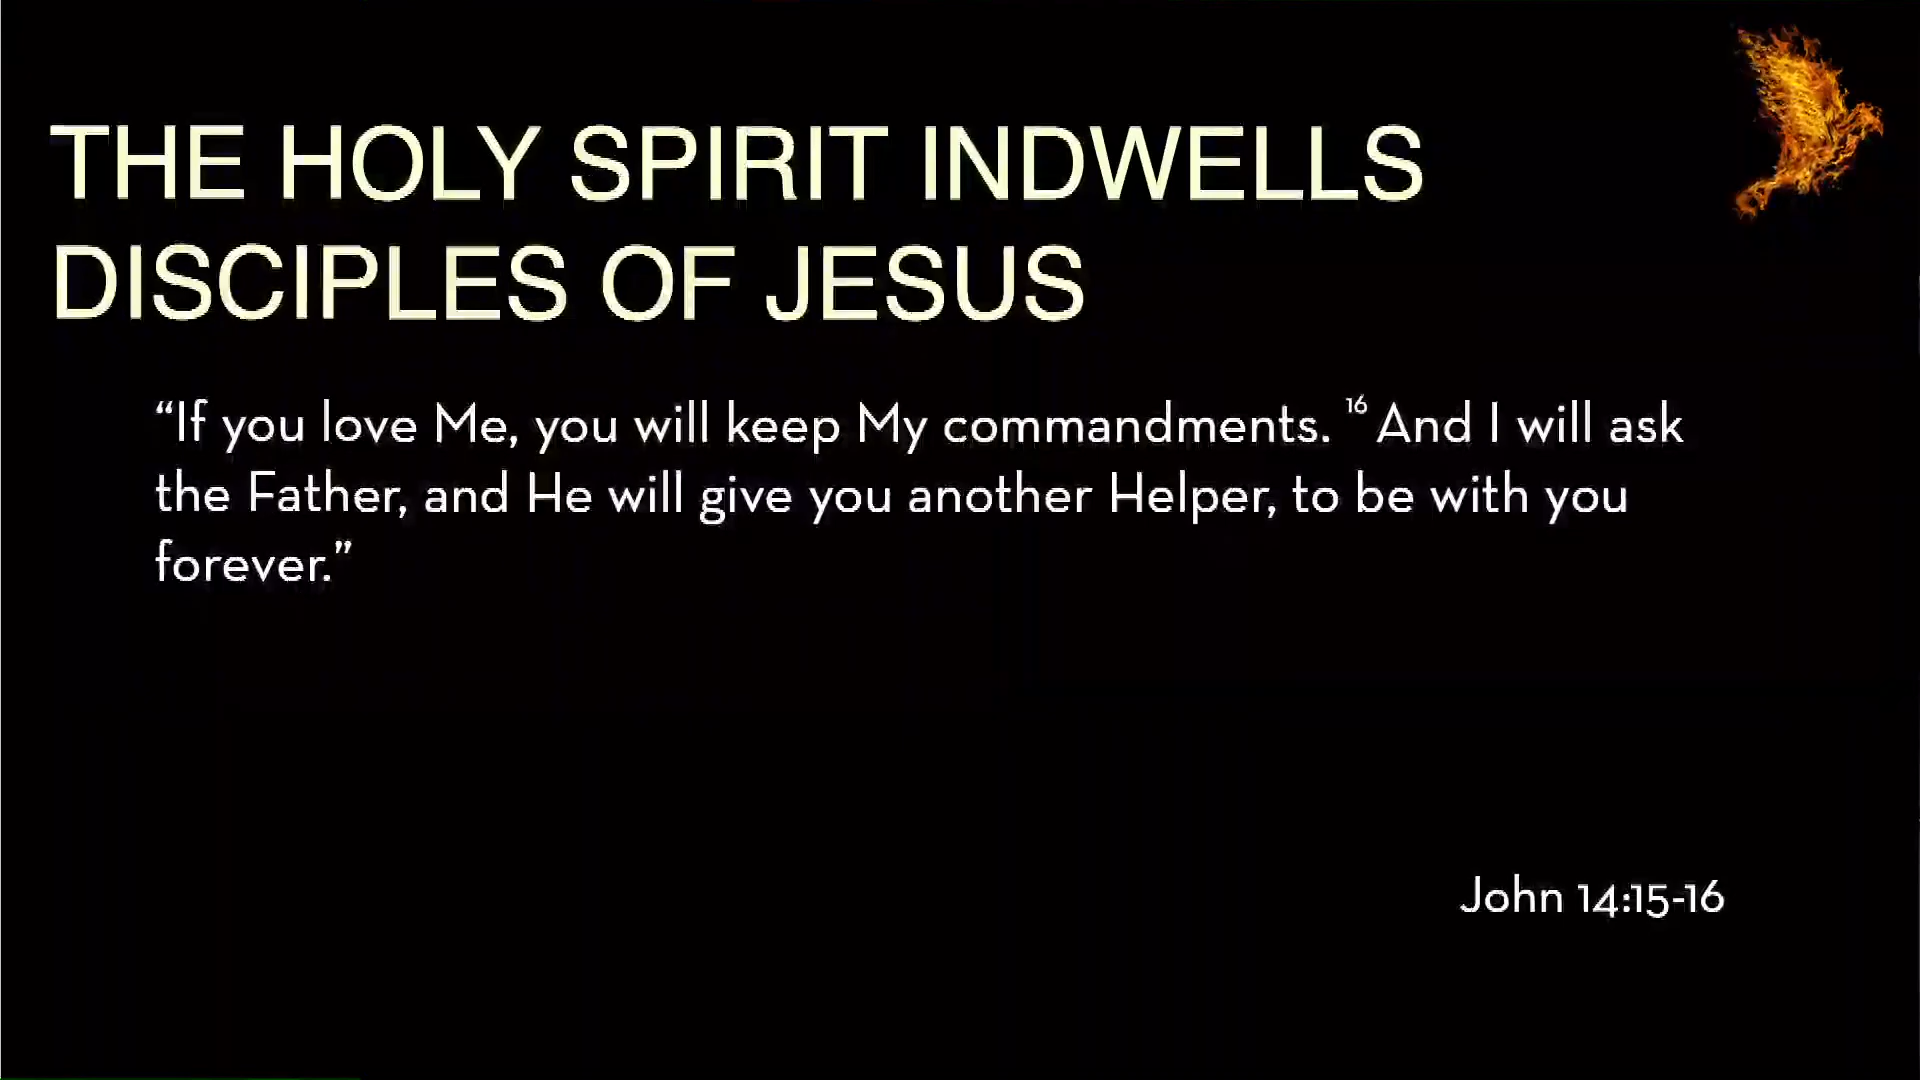 THE HOLY SPIRIT INDWELLS
DISCIPLES OF JESUS
“If you love Me, you will keep My commandments. ¹⁶ And I will ask
the Father, and He will give you another Helper, to be with you
forever.”
John 14:15-16